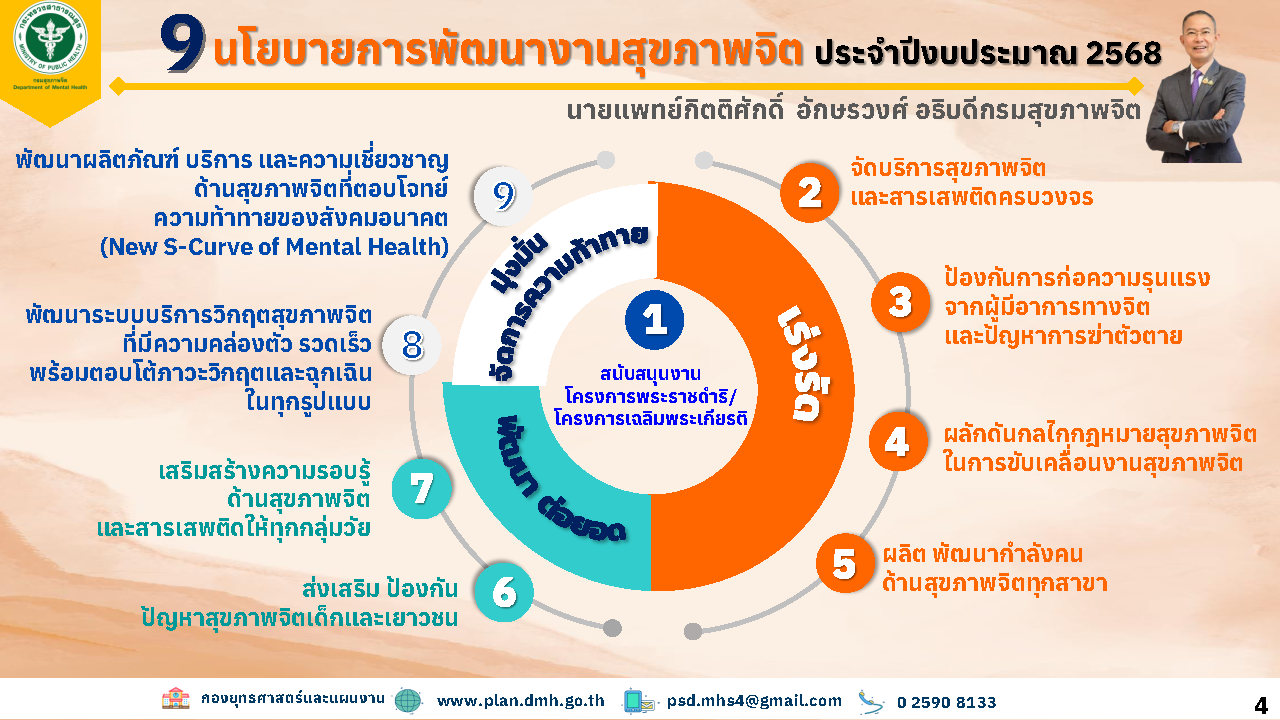 กระทรวงสาธารณสุข
MINISTRY OF PUBLIC HEALTH
กรมสุขภาพจิต
Department of Mental Health
9 นโยบายการพัฒนางานสุขภาพจิต ประจำปีงบประมาณ 2568
นายแพทย์กิตติศักดิ์ อักษรวงศ์ อธิบดีกรมสุขภาพจิต
1
สนับสนุนงาน
โครงการพระราชดำริ/
โครงการเฉลิมพระเกียรติ
เร่งรัด
2
จัดบริการสุขภาพจิต
และสารเสพติดครบวงจร
3
ป้องกันการก่อความรุนแรง
จากผู้มีอาการทางจิต
และปัญหาการฆ่าตัวตาย
4
ผลักดันกลไกกฎหมายสุขภาพจิต
ในการขับเคลื่อนงานสุขภาพจิต
5
ผลิต พัฒนากำลังคน
ด้านสุขภาพจิตทุกสาขา
พัฒนา ต่อยอด
6
ส่งเสริม ป้องกัน
ปัญหาสุขภาพจิตเด็กและเยาวชน
7
เสริมสร้างความรอบรู้
ด้านสุขภาพจิต
และสารเสพติดให้ทุกกลุ่มวัย
มุ่งมั่น
จัดการความท้าทาย
8
พัฒนาระบบบริการวิกฤตสุขภาพจิต
ที่มีความคล่องตัว รวดเร็ว
พร้อมตอบโต้ภาวะวิกฤตและฉุกเฉิน
ในทุกรูปแบบ
9
พัฒนาผลิตภัณฑ์ บริการ และความเชี่ยวชาญ
ด้านสุขภาพจิตที่ตอบโจทย์
ความท้าทายของสังคมอนาคต
(New S-Curve of Mental Health)
กองยุทธศาสตร์และแผนงาน
www.plan.dmh.go.th
psd.mhs4@gmail.com
0 2590 8133
4